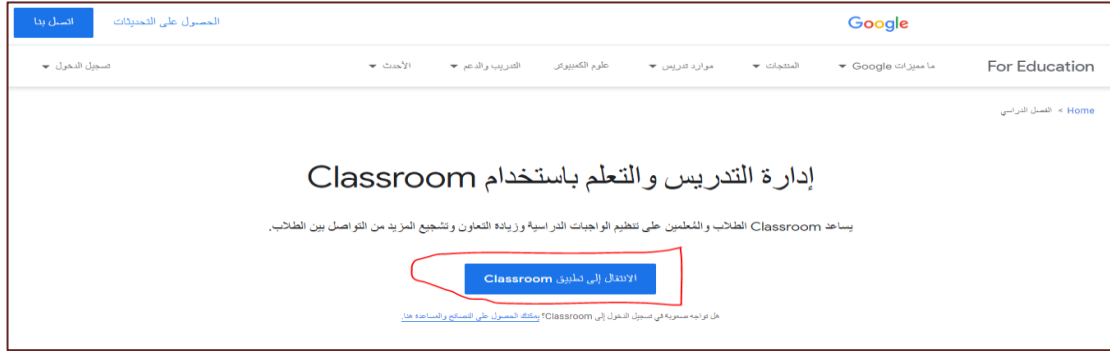 Google
الحصول على التحديثات
اتصل بنا
For Education
ما مميزات Google
المنتجات
موارد تدريس
علوم الكمبيوتر
التدريب والدعم
الأحدث
تسجيل الدخول
Home > الفصل الدراسي
إدارة التدريس والتعلم باستخدام Classroom
يساعد Classroom الطلاب والمُعلمين على تنظيم الواجبات الدراسية وزيادة التعاون وتشجيع المزيد من التواصل بين الطلاب.
الانتقال إلى تطبيق Classroom
هل تواجه صعوبة في تسجيل الدخول إلى Classroom؟ يمكنك الحصول على النصائح والمساعدة هنا.